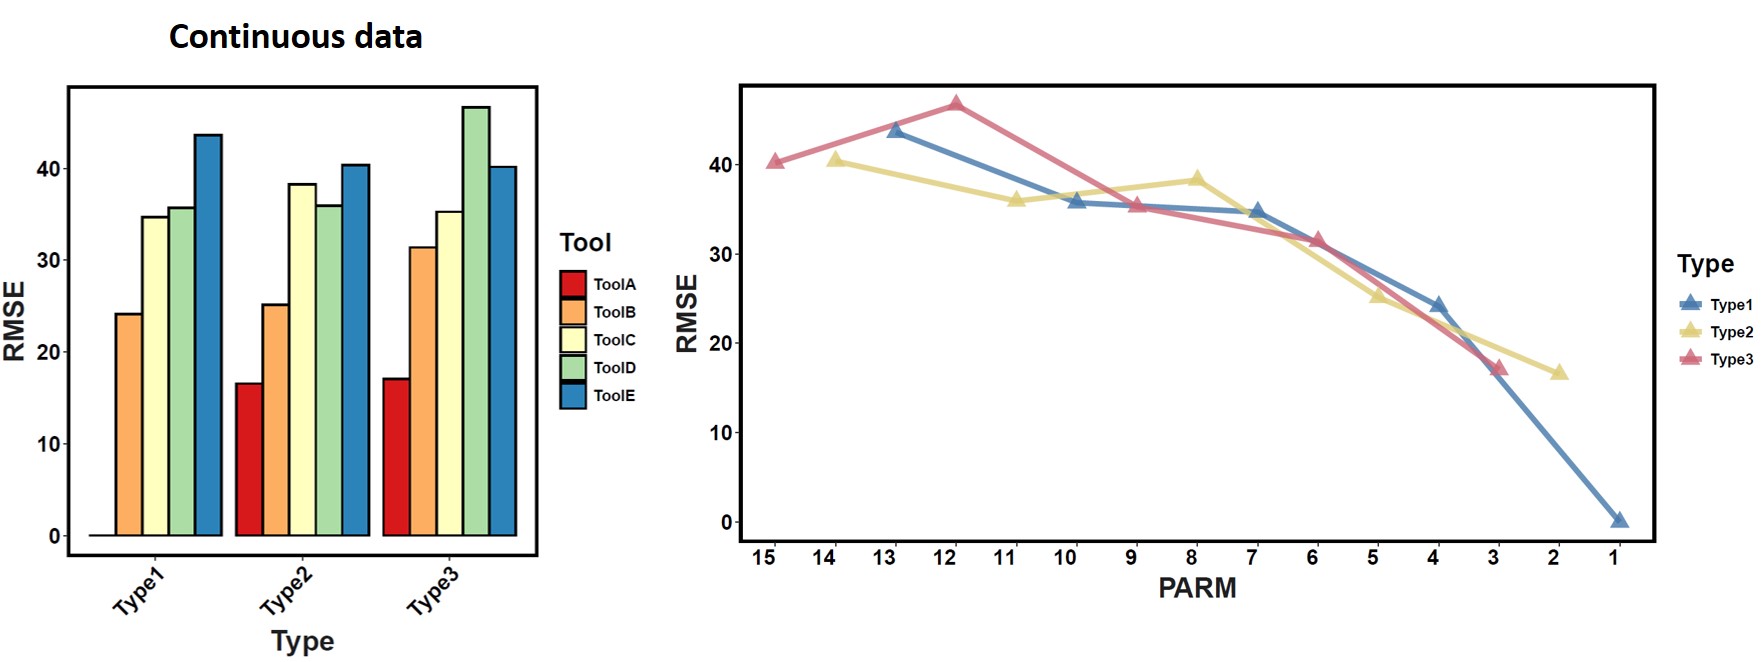 Continuous data
RMSE
40
30
20
10
0
Type1
Type2
Type3
Type
Tool
ToolA
ToolB
ToolC
ToolD
ToolE
RMSE
40
30
20
10
0
15 14 13 12 11 10 9 8 7 6 5 4 3 2 1
PARM
Type
Type1
Type2
Type3